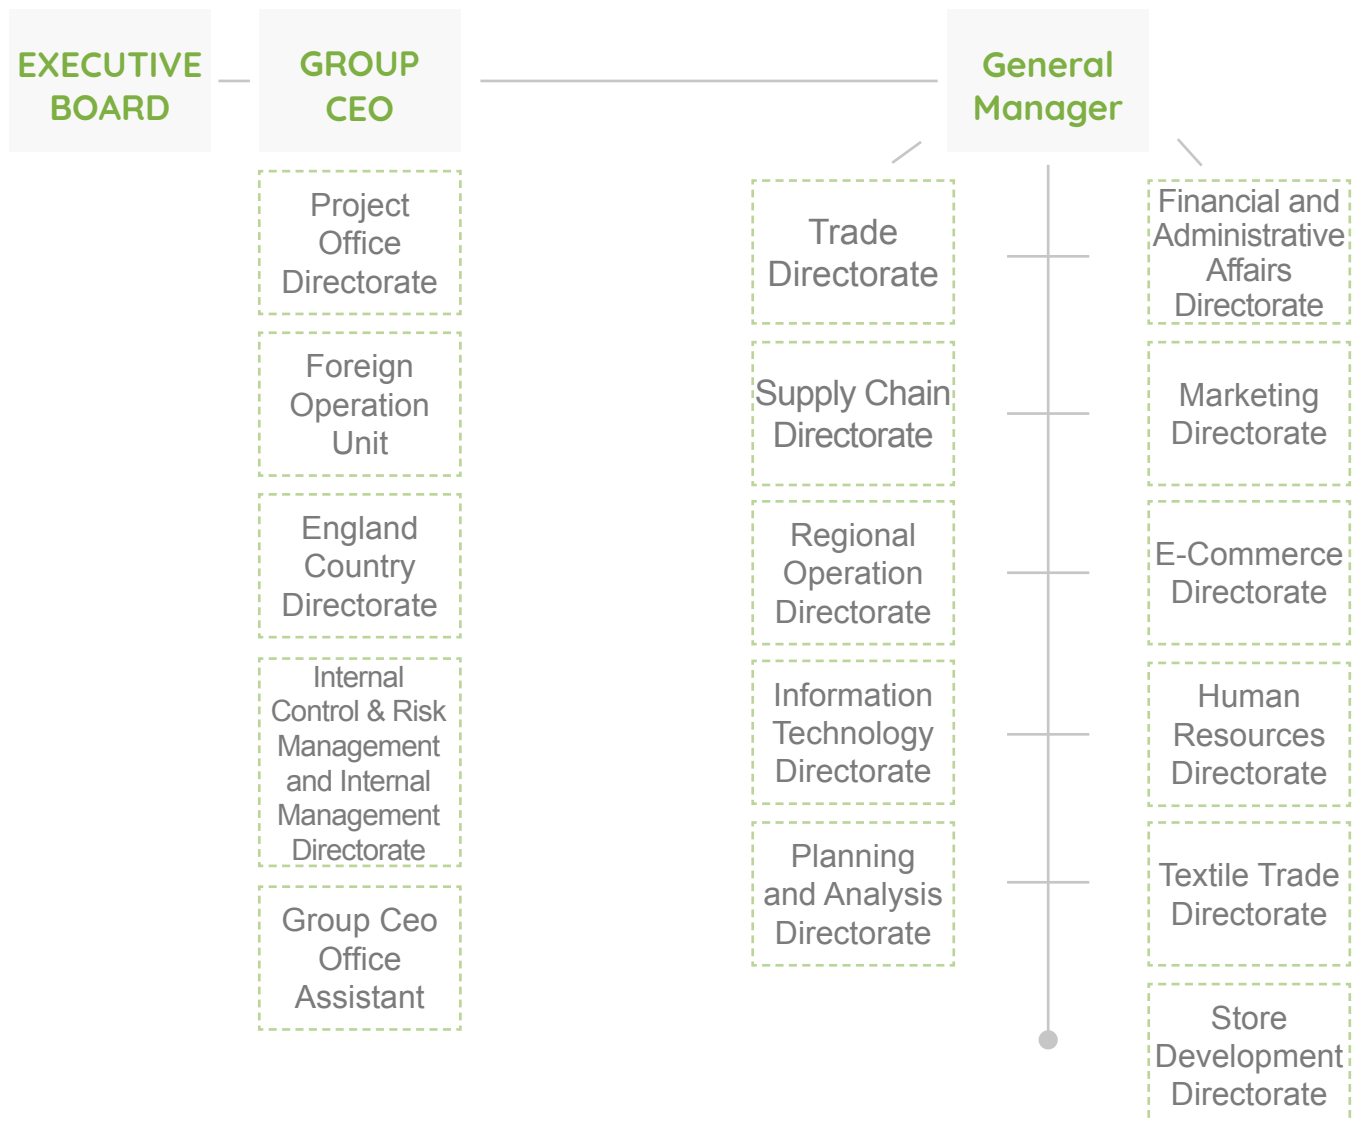 EXECUTIVE
BOARD
GROUP
CEO
General
Manager
Project
Office
Directorate
Foreign
Operation
Unit
England
Country
Directorate
Internal
Control & Risk
Management
and Internal
Management
Directorate
Group Ceo
Office
Assistant
Trade
Directorate
Supply Chain
Directorate
Regional
Operation
Directorate
Information
Technology
Directorate
Planning
and Analysis
Directorate
Financial and
Administrative
Affairs
Directorate
Marketing
Directorate
E-Commerce
Directorate
Human
Resources
Directorate
Textile Trade
Directorate
Store
Development
Directorate